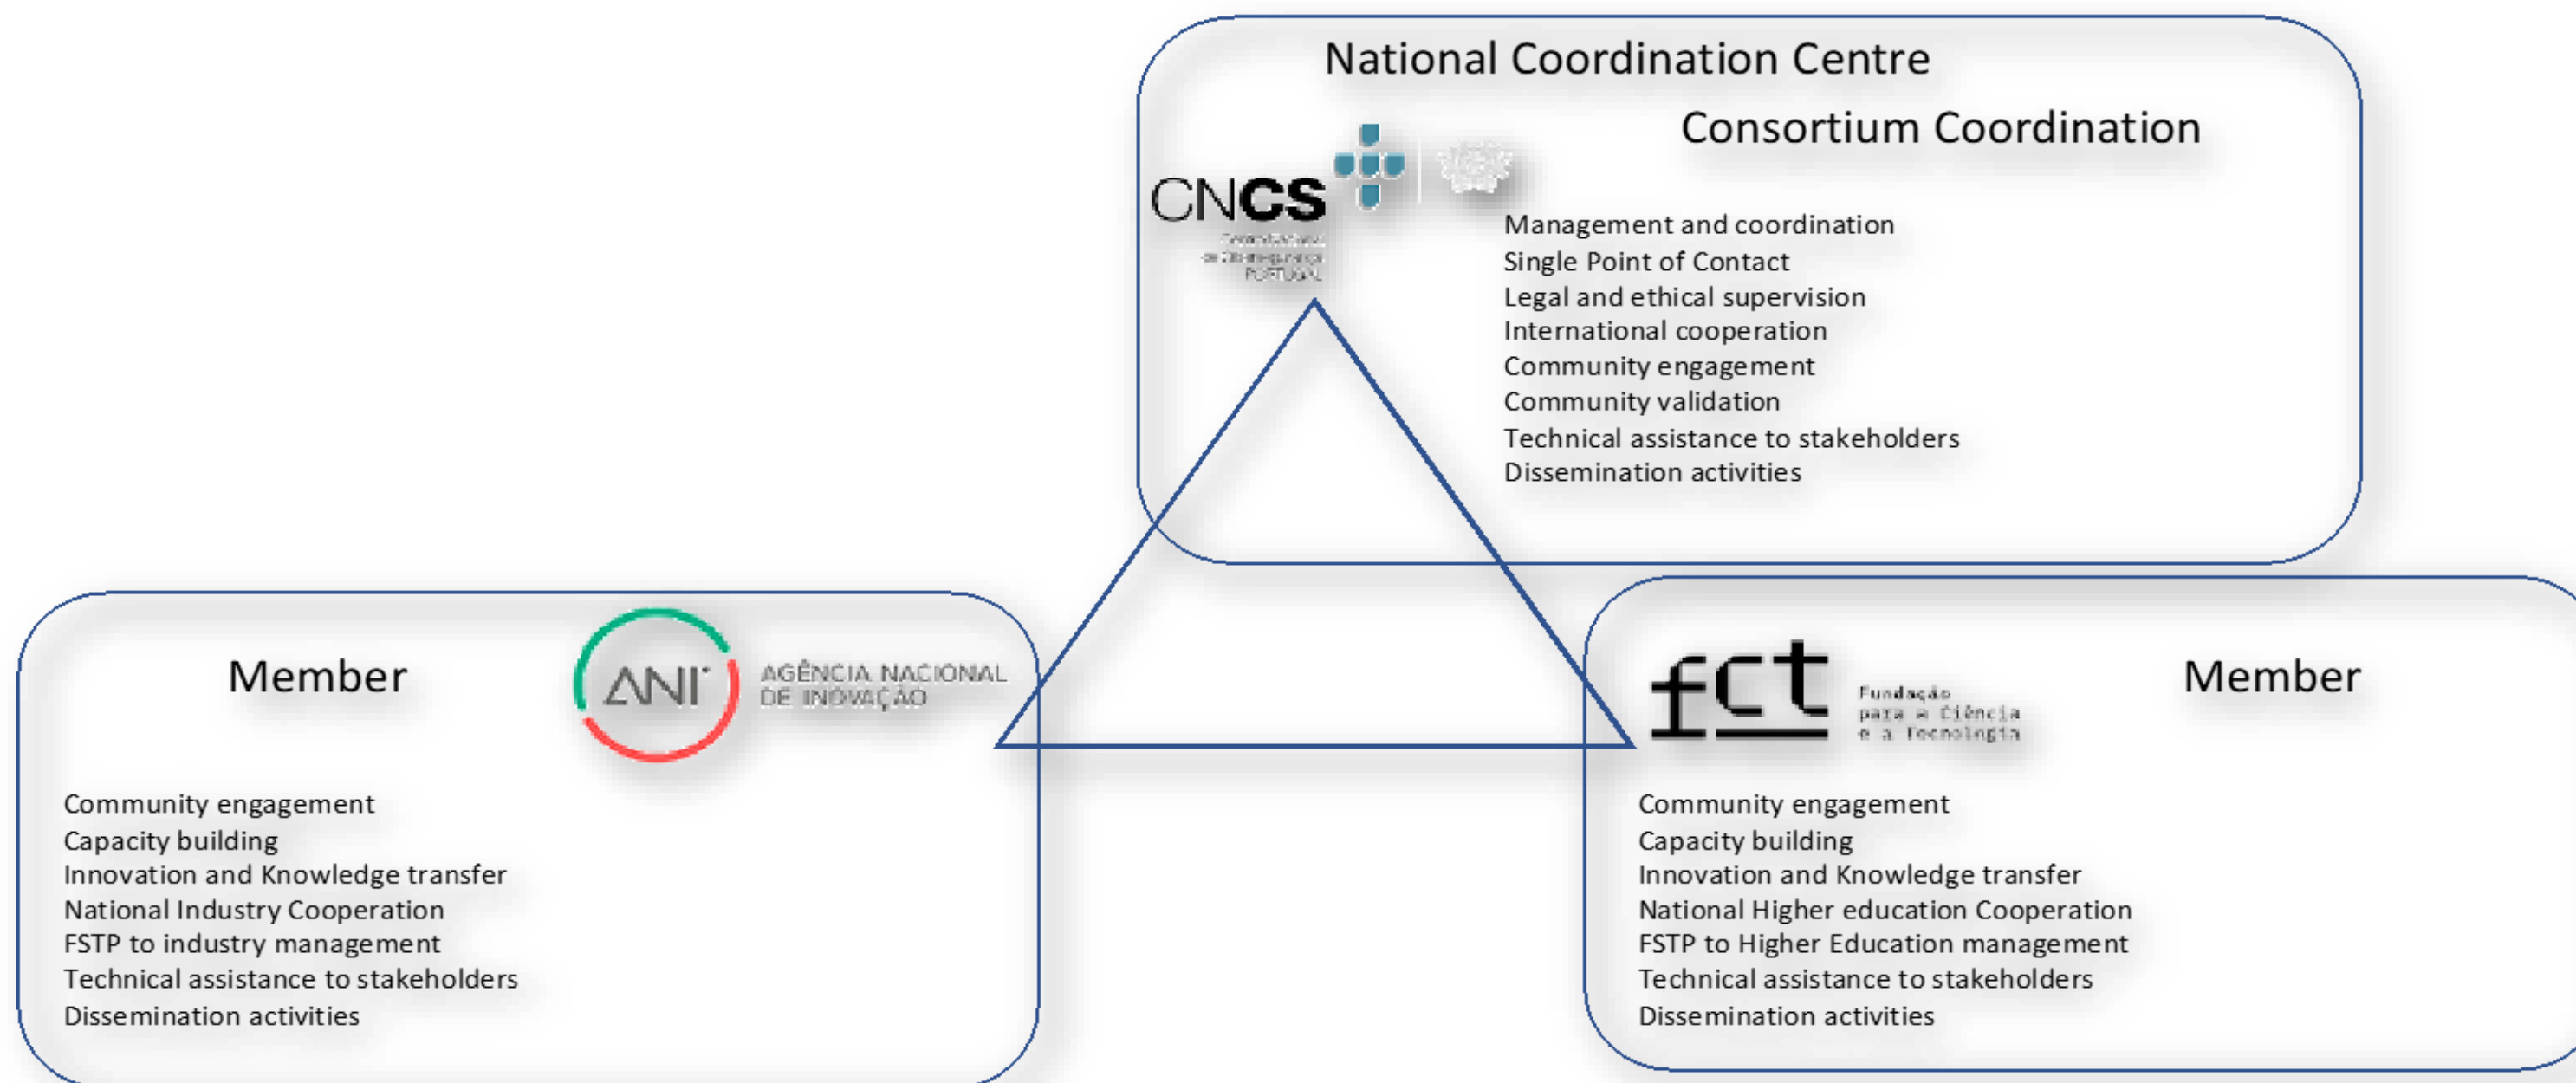 National Coordination Centre
Consortium Coordination
CNCS
PORTUGAL
Management and coordination
Single Point of Contact
Legal and ethical supervision
International cooperation
Community engagement
Community validation
Technical assistance to stakeholders
Dissemination activities
Member
ANI
AGÊNCIA NACIONAL
DE INOVAÇÃO
Community engagement
Capacity building
Innovation and Knowledge transfer
National Industry Cooperation
FSTP to industry management
Technical assistance to stakeholders
Dissemination activities
fct
Fundação
para a Ciência
e a Tecnologia
Member
Community engagement
Capacity building
Innovation and Knowledge transfer
National Higher education Cooperation
FSTP to Higher Education management
Technical assistance to stakeholders
Dissemination activities